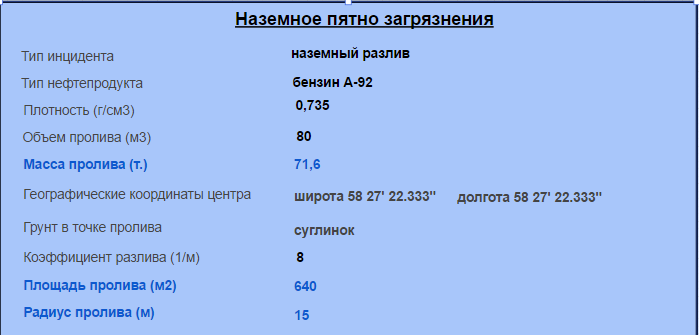 Наземное пятно загрязнения
Тип инцидента наземный разлив
Тип нефтепродукта бензин А-92
Плотность (г/см3) 0,735
Объем пролива (м3) 80
Масса пролива (т.) 71,6
Географические координаты центра широта 58 27' 22.333" долгота 58 27' 22.333"
Грунт в точке пролива суглинок
Коэффициент разлива (1/м) 8
Площадь пролива (м2) 640
Радиус пролива (м) 15